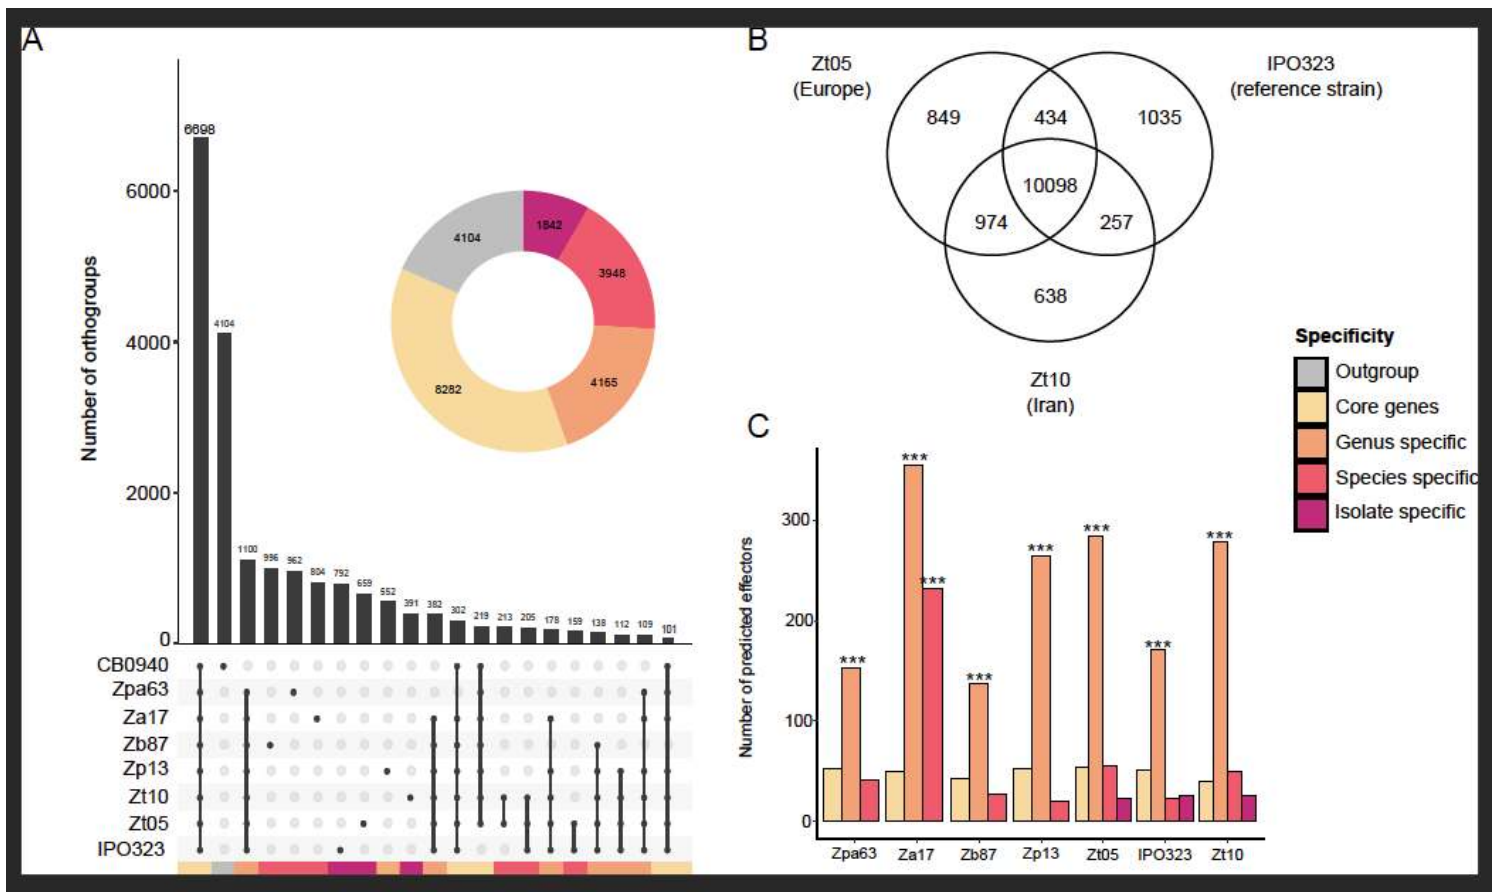 A
6698
6000
4000
2000
0
Number of orthogroups
4104
1100
996
962
804
792
659
552
391
382
302
219
213
205
178
159
138
112
109
101
4104
1842
3948
4165
8282
CB0940
Zpa63
Za17
Zb87
Zp13
Zt10
Zt05
IPO323
B
Zt05
(Europe)
IPO323
(reference strain)
849
434
1035
10098
974
257
638
Zt10
(Iran)
Specificity
Outgroup
Core genes
Genus specific
Species specific
Isolate specific
C
Number of predicted effectors
300
200
100
0
***
***
***
***
***
***
***
***
Zpa63
Za17
Zb87
Zp13
Zt05
IPO323
Zt10